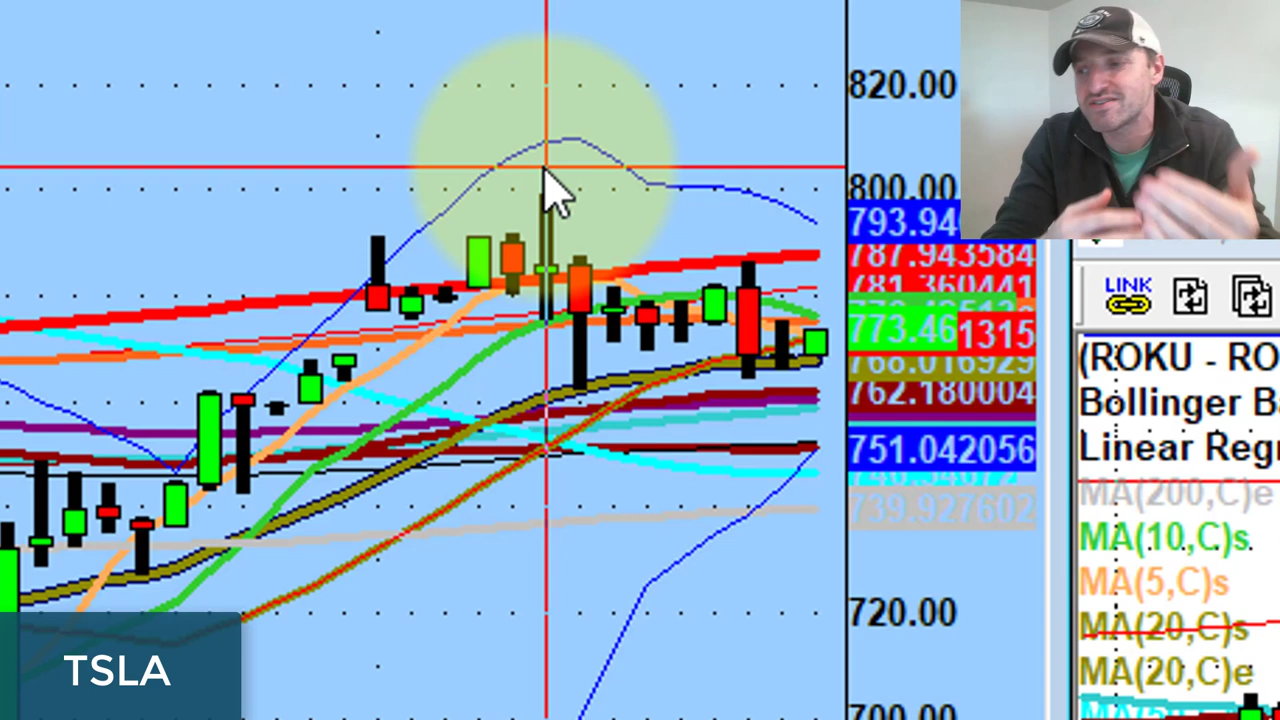 820.00
800.00
793.94
787.943584
781.360441
773.46
1315
768.016929
762.180004
751.042056
739.927602
720.00
700.00
LINK
(ROKU - RO
Bollinger Ba
Linear Regr
MA(200,C)e
MA(10,C)s
MA(5,C)s
MA(20,C)s
MA(20,C)e
TSLA